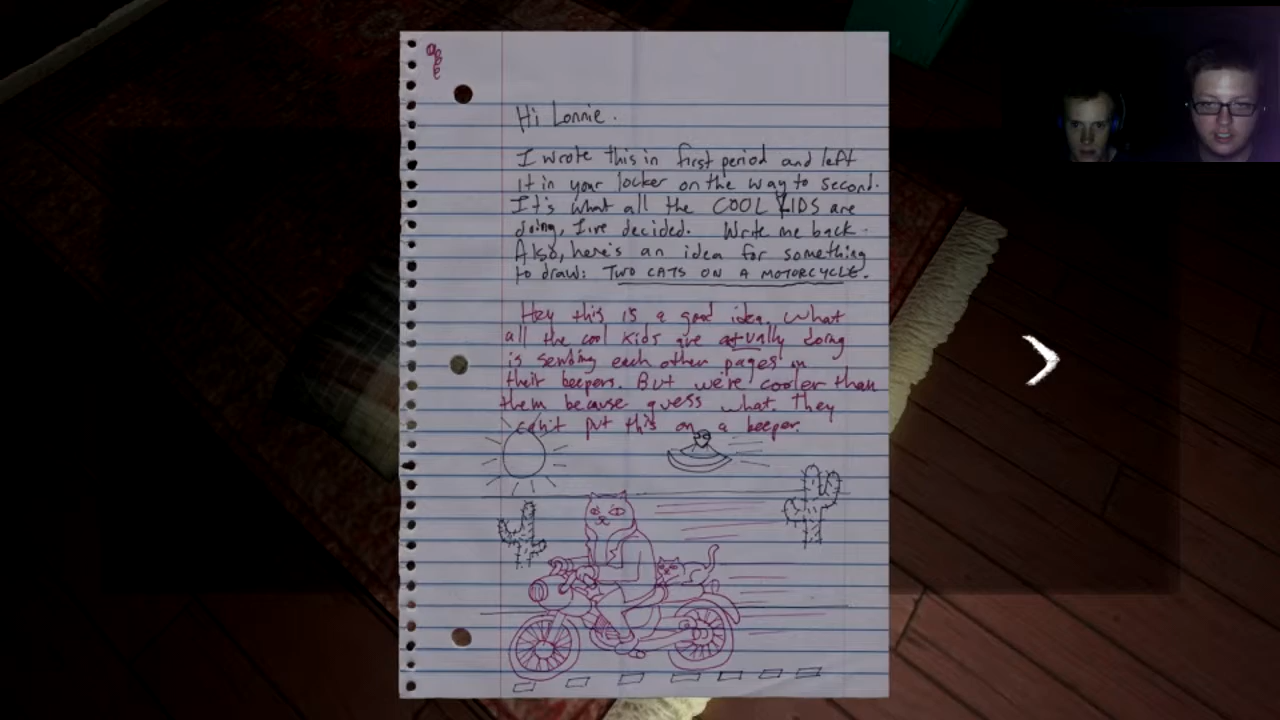 Hi Lonnie.
I wrote this in first period and left
it in your locker on the way to second.
It's what all the COOL KIDS are
doing, I've decided. Write me back.
Also, here's an idea for something
to draw: TWO CATS ON A MOTORCYCLE.
Hey this is a good idea. What
all the cool kids are actually doing
is sending each other pages on
their beepers. But we're cooler than
them because guess what. They
can't put this on a beeper.